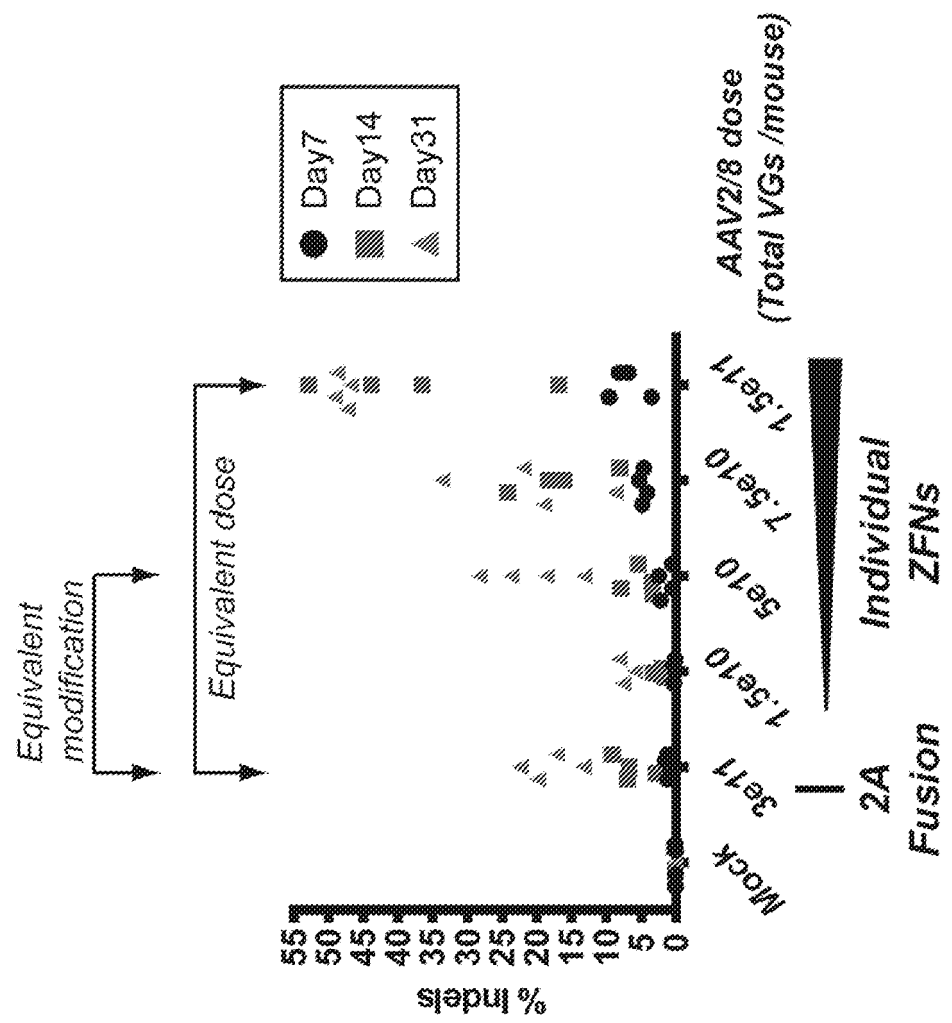 Equivalent
modification
Equivalent dose
Day7
Day14
Day31
% Indels
55
50
45
40
35
30
25
20
15
10
5
0
Mock
3e11
1.5e10
5e10
7.5e10
1.5e11
AAV2/8 dose
(Total VGs /mouse)
2A
Fusion
Individual
ZFNs